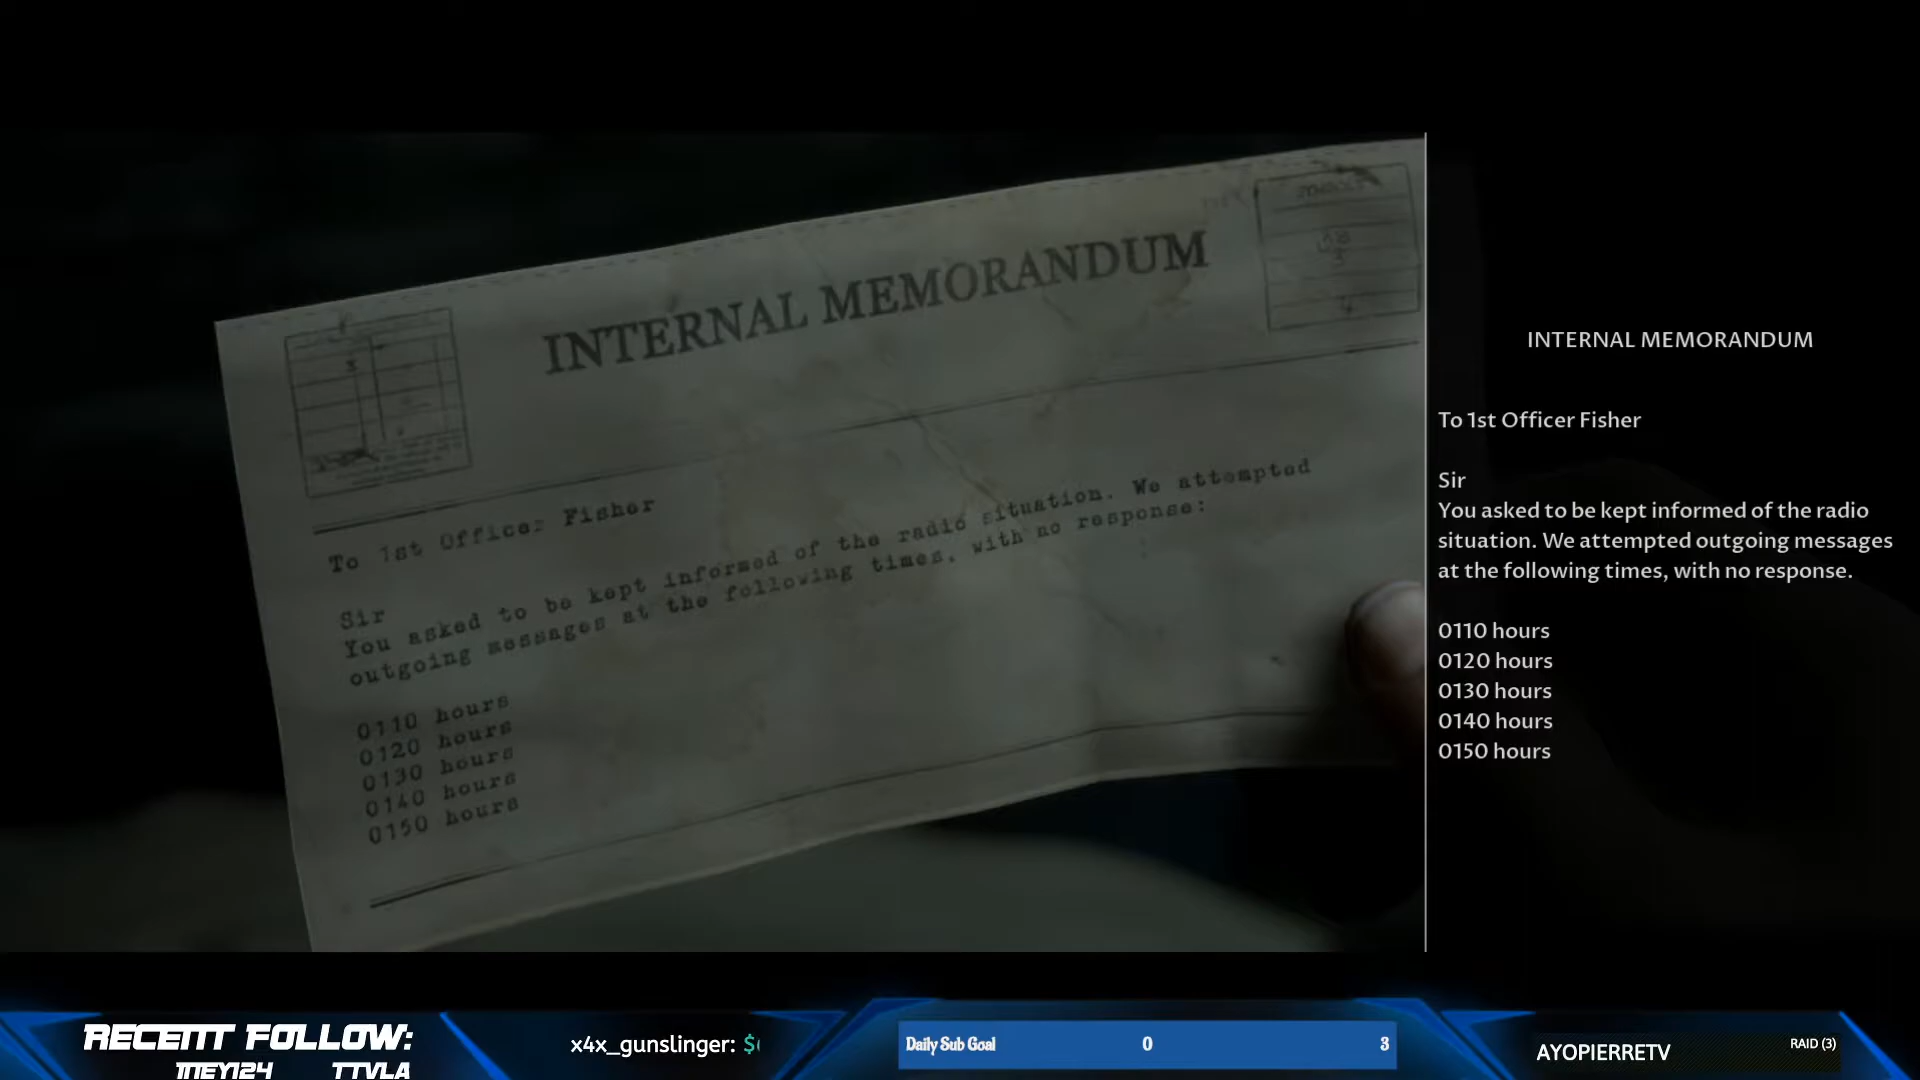 INTERNAL MEMORANDUM
To 1st Officer Fisher
Sir
You asked to be kept informed of the radio situation. We attempted
outgoing messages at the following times, with no response:
0110 hours
0120 hours
0130 hours
0140 hours
0150 hours
INTERNAL MEMORANDUM
To 1st Officer Fisher
Sir
You asked to be kept informed of the radio
situation. We attempted outgoing messages
at the following times, with no response.
0110 hours
0120 hours
0130 hours
0140 hours
0150 hours
RECENT FOLLOW:
x4x_gunslinger:
Daily Sub Goal 0 3
AYOPIERRETV RAID (3)